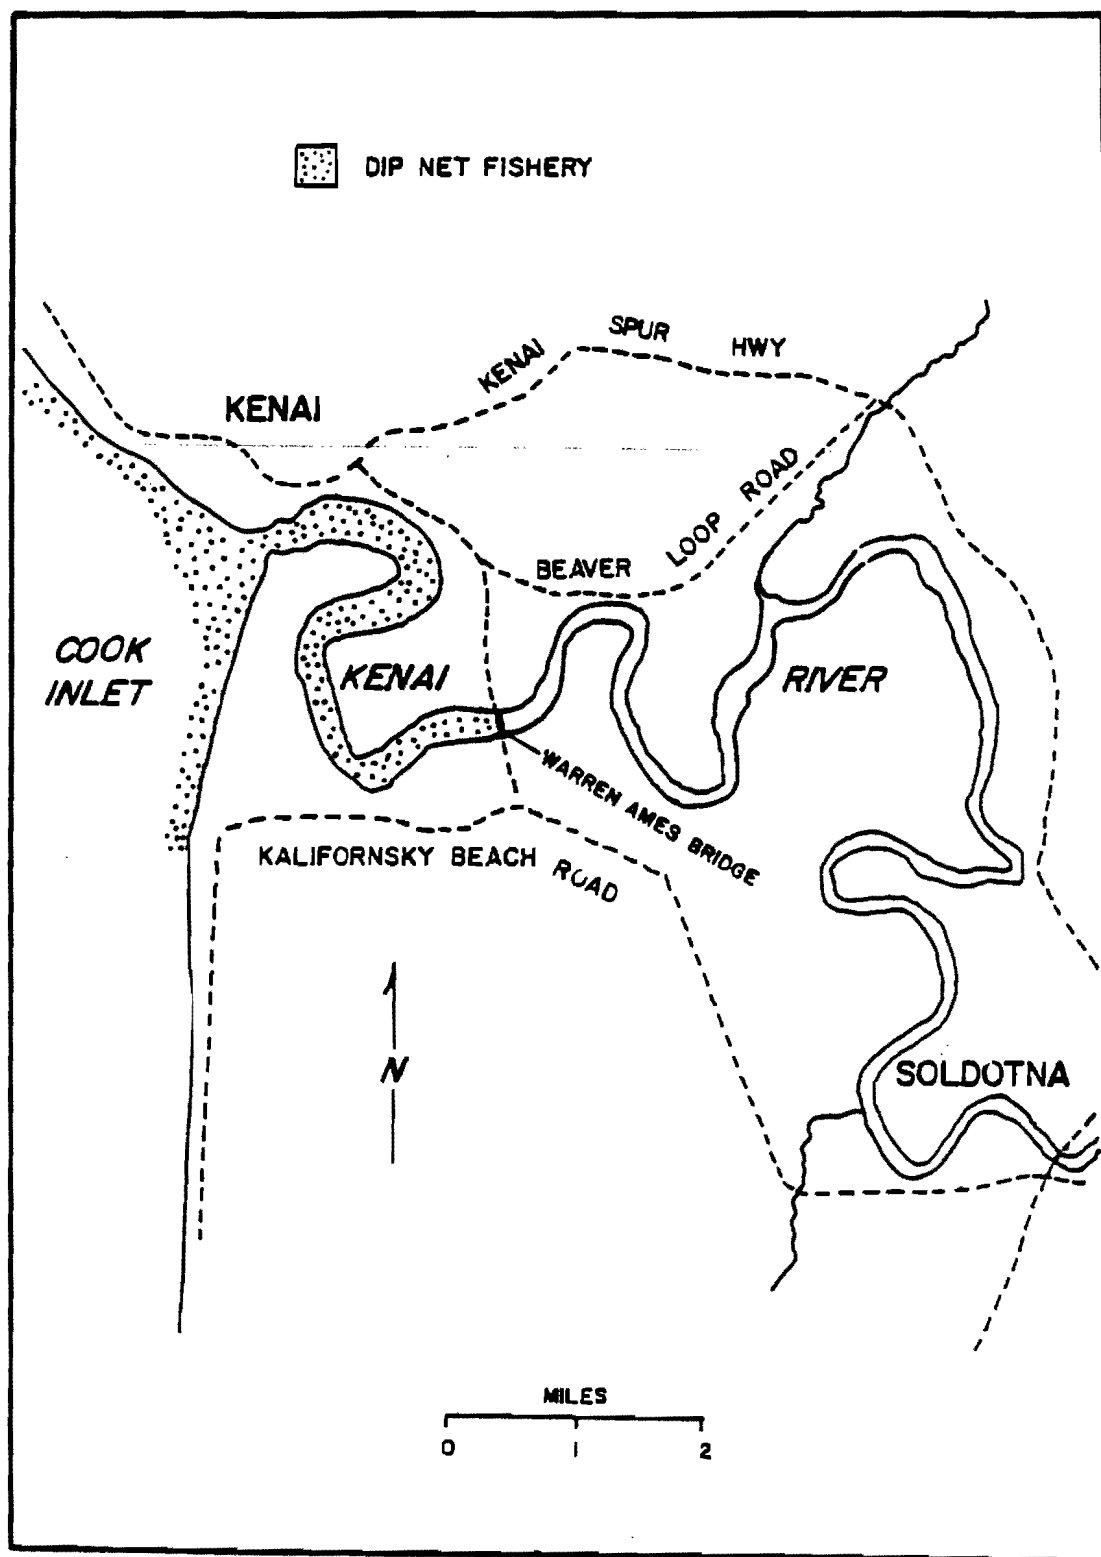 DIP NET FISHERY
KENAI SPUR HWY
KENAI
BEAVER LOOP ROAD
COOK
INLET
KENAI RIVER
WARREN AMES BRIDGE
KALIFORNSKY BEACH ROAD
N
SOLDOTNA
MILES
0 1 2